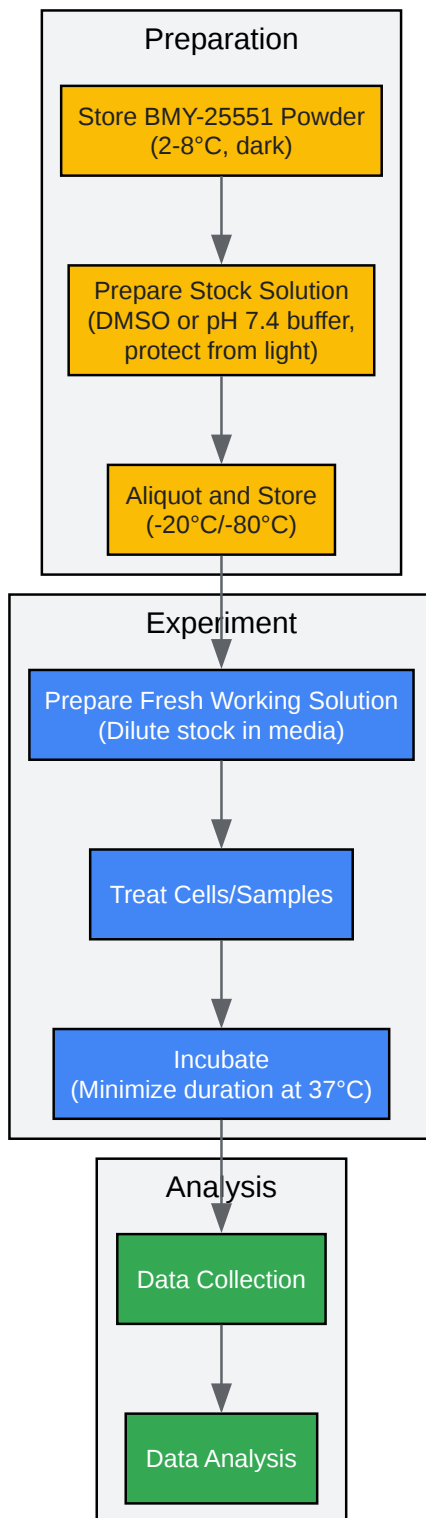 Preparation
Store BMY-25551 Powder
(2-8°C, dark)
Prepare Stock Solution
(DMSO or pH 7.4 buffer,
protect from light)
Aliquot and Store
(-20°C/-80°C)
Experiment
Prepare Fresh Working Solution
(Dilute stock in media)
Treat Cells/Samples
Incubate
(Minimize duration at 37°C)
Analysis
Data Collection
Data Analysis